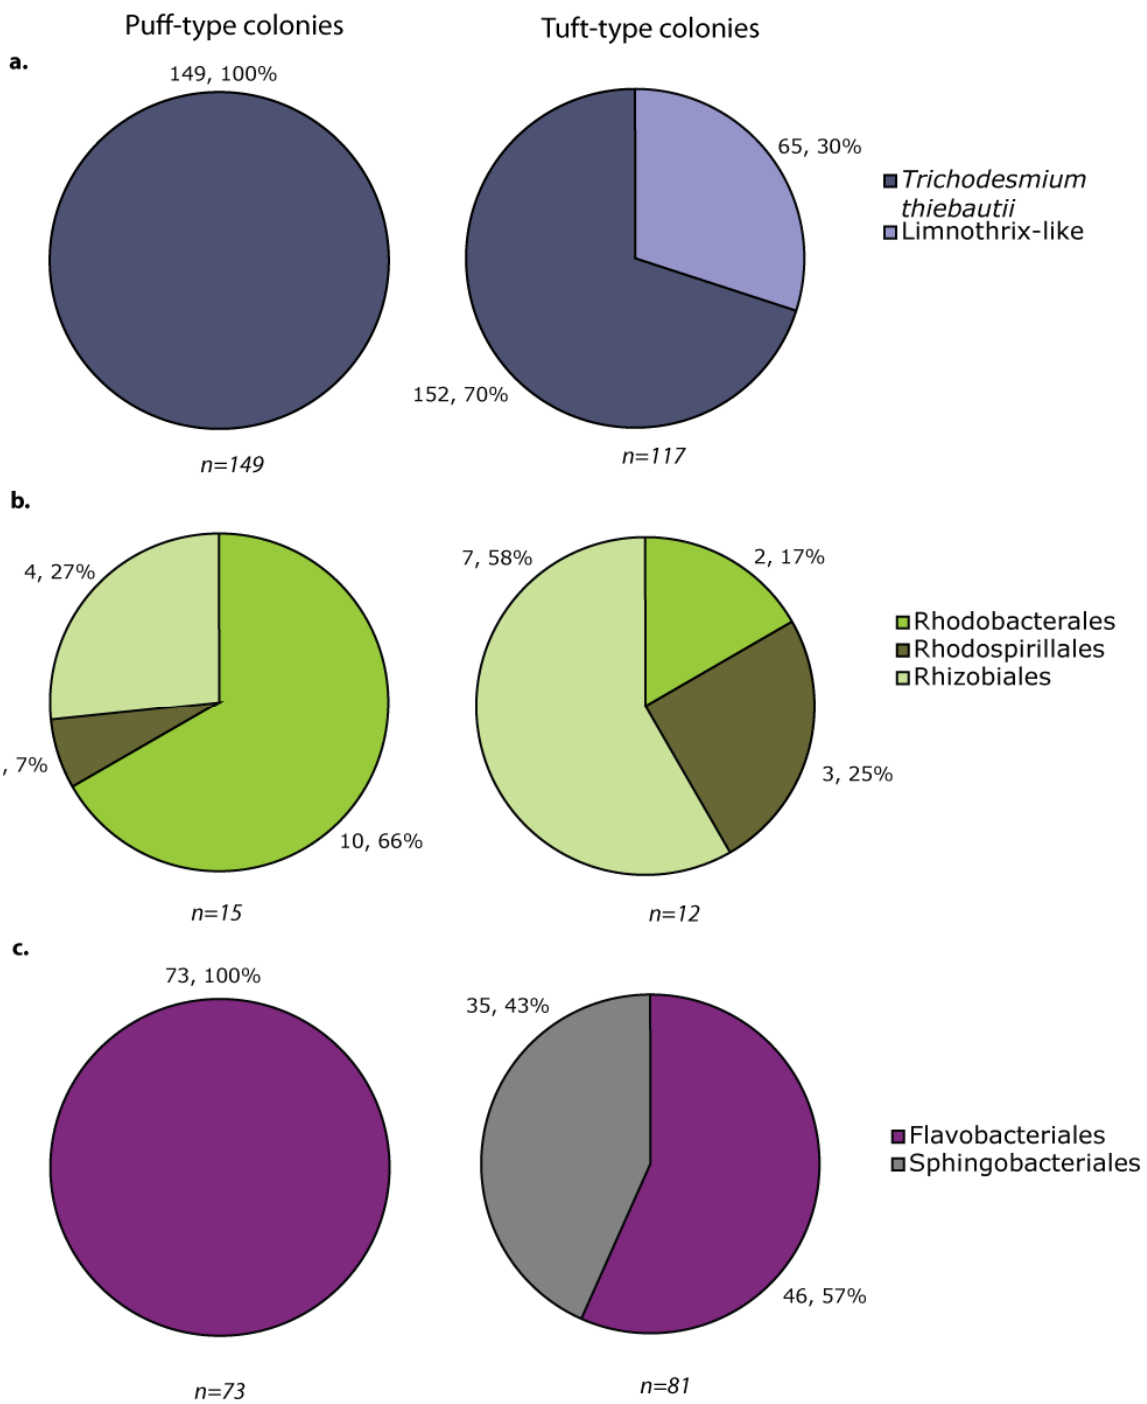 Puff-type colonies
Tuft-type colonies
a.
149, 100%
65, 30%
Trichodesmium
thiebautii
Limnothrix-like
152, 70%
n=149
n=117
b.
4, 27%
7, 58%
2, 17%
Rhodobacterales
Rhodospirillales
Rhizobiales
, 7%
3, 25%
10, 66%
n=15
n=12
c.
73, 100%
35, 43%
Flavobacteriales
Sphingobacteriales
46, 57%
n=73
n=81